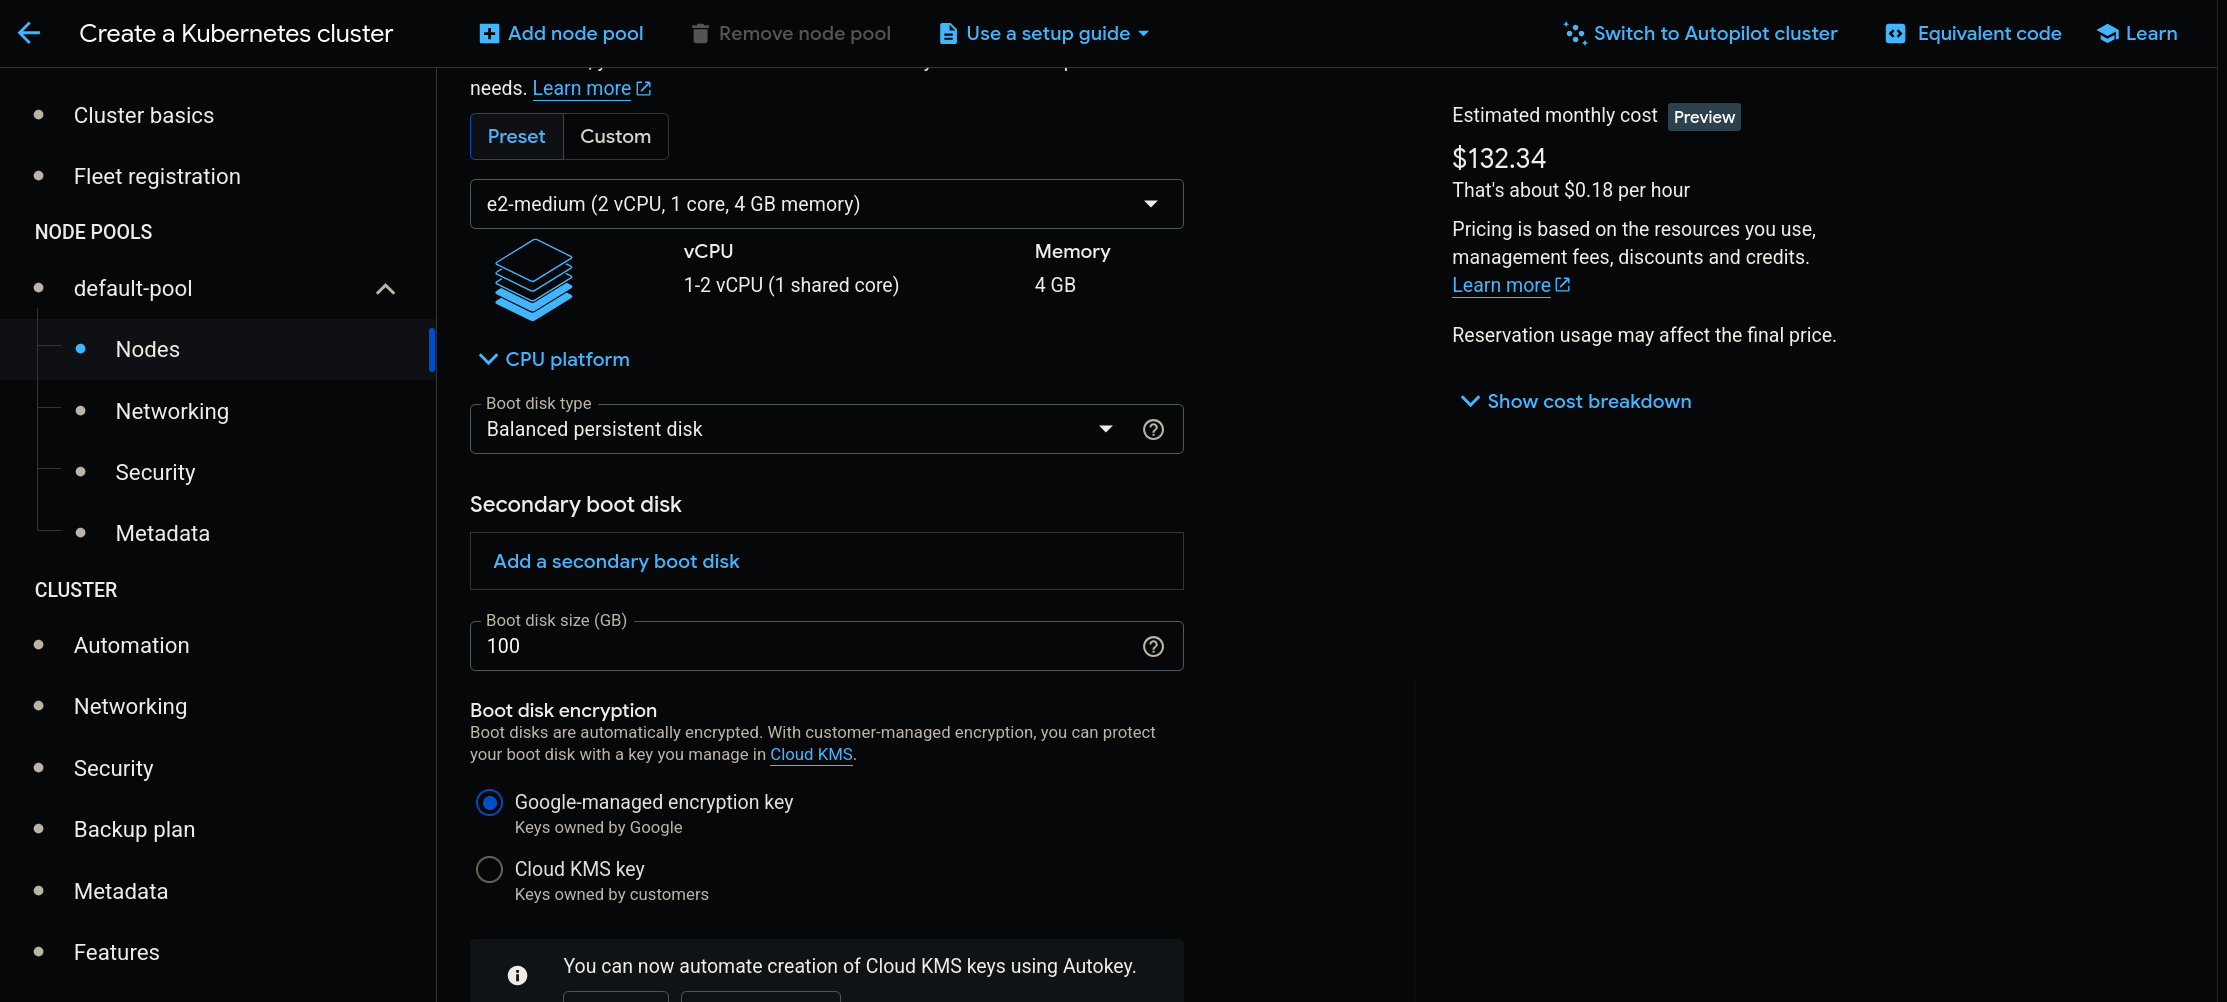 Create a Kubernetes cluster
Add node pool
Remove node pool
Use a setup guide
Switch to Autopilot cluster
Equivalent code
Learn
Cluster basics
Fleet registration
NODE POOLS
default-pool
Nodes
Networking
Security
Metadata
CLUSTER
Automation
Networking
Security
Backup plan
Metadata
Features
needs. Learn more
Preset
Custom
e2-medium (2 vCPU, 1 core, 4 GB memory)
vCPU
1-2 vCPU (1 shared core)
Memory
4 GB
CPU platform
Boot disk type
Balanced persistent disk
Secondary boot disk
Add a secondary boot disk
Boot disk size (GB)
100
Boot disk encryption
Boot disks are automatically encrypted. With customer-managed encryption, you can protect
your boot disk with a key you manage in Cloud KMS.
Google-managed encryption key
Keys owned by Google
Cloud KMS key
Keys owned by customers
You can now automate creation of Cloud KMS keys using Autokey.
Estimated monthly cost
Preview
$132.34
That's about $0.18 per hour
Pricing is based on the resources you use,
management fees, discounts and credits.
Learn more
Reservation usage may affect the final price.
Show cost breakdown